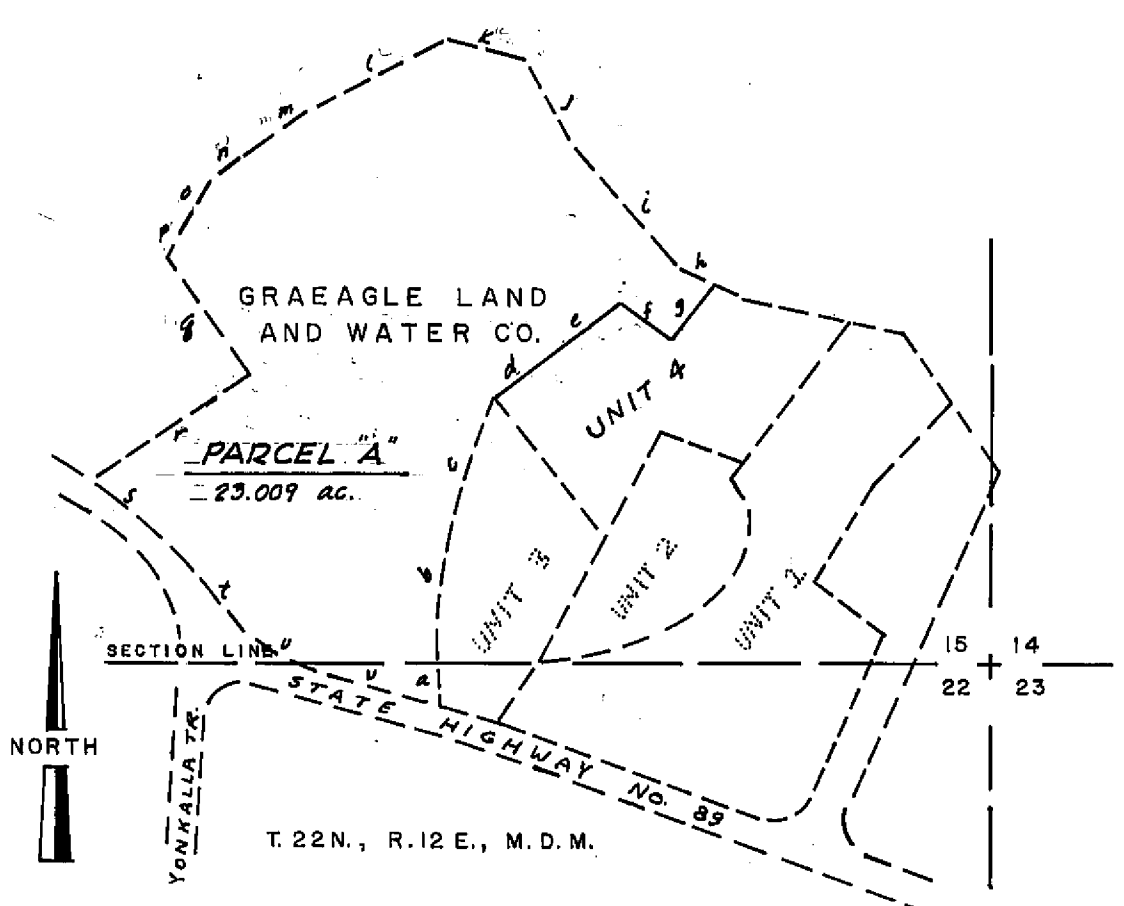 k
l
j
m
n
o
i
p
h
GRAEAGLE LAND
AND WATER CO.
g
f
e
q
d
UNIT 4
r
PARCEL "A"
23.009 ac.
c
s
b
t
UNIT 3
UNIT 2
UNIT 1
SECTION LINE
u
v
a
15 14
22 23
STATE HIGHWAY NO. 89
NORTH
YONKALLA TR.
T. 22 N., R. 12 E., M. D. M.